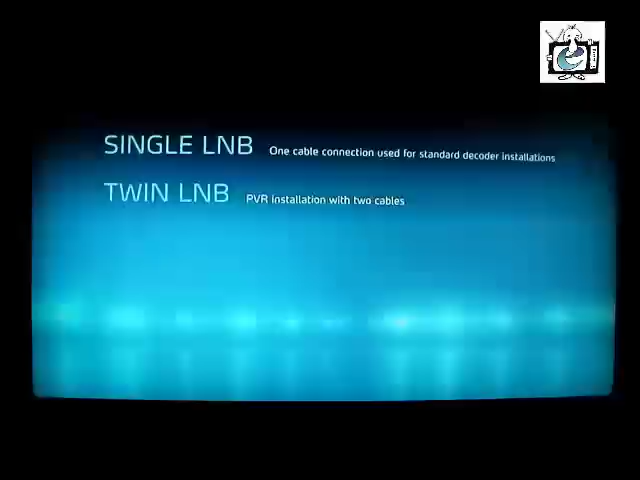 SINGLE LNB One cable connection used for standard decoder installations
TWIN LNB PVR installation with two cables